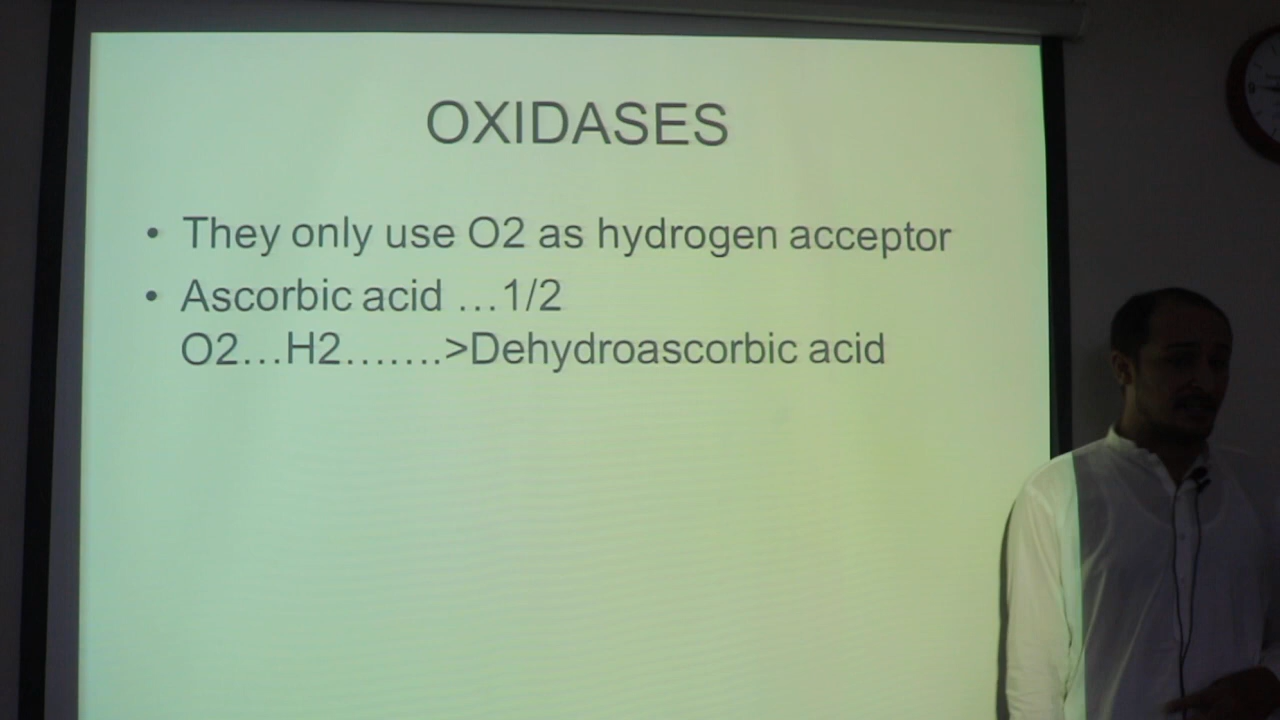 OXIDASES
• They only use O2 as hydrogen acceptor
• Ascorbic acid …1/2
O2…H2…….>Dehydroascorbic acid